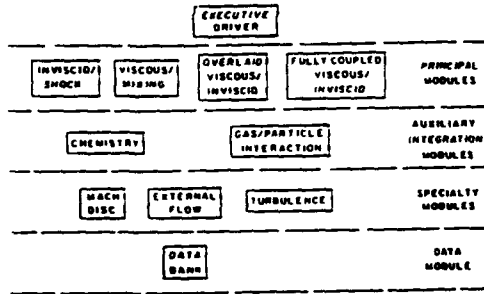 EXECUTIVE
DRIVER
INVISCID/
SHOCK
VISCOUS/
MIXING
OVERLAID
VISCOUS/
INVISCID
FULLY COUPLED
VISCOUS/
INVISCID
PRINCIPAL
MODULES
CHEMISTRY
GAS/PARTICLE
INTERACTION
AUXILIARY
INTEGRATION
MODULES
MACH
DISC
EXTERNAL
FLOW
TURBULENCE
SPECIALTY
MODULES
DATA
BANK
DATA
MODULE